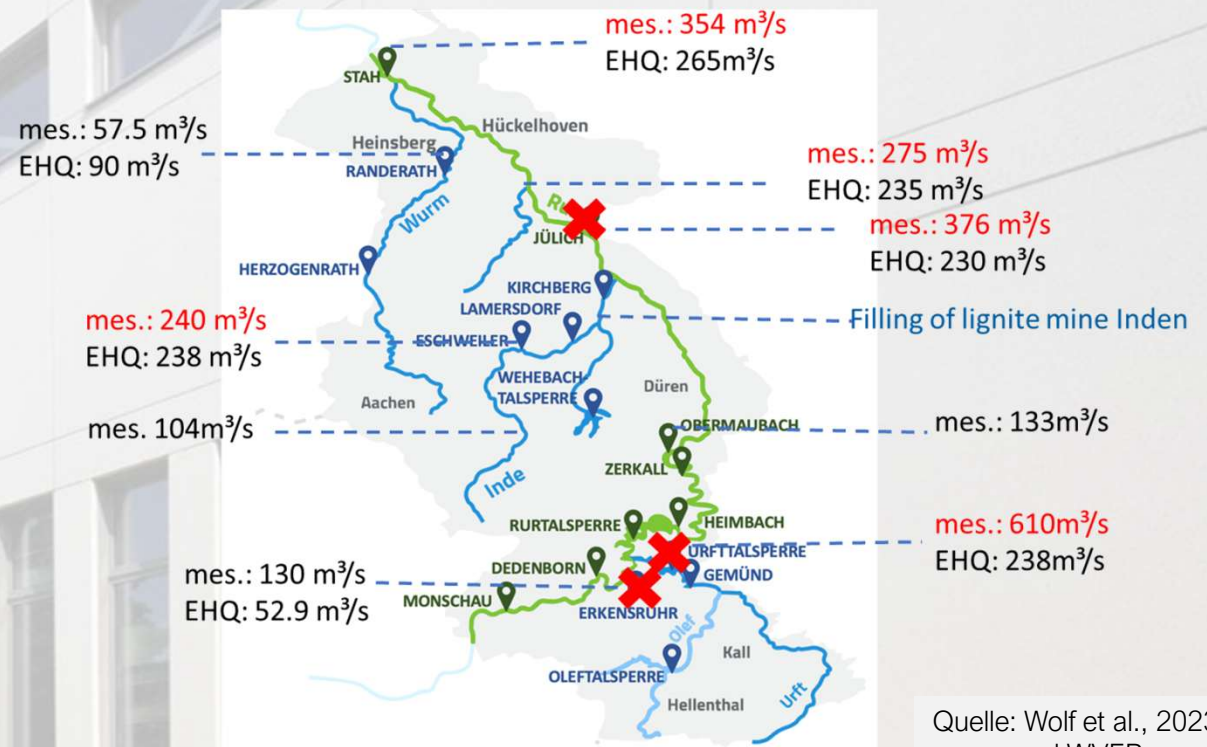 mes.: 354 m³/s
EHQ: 265m³/s
STAH
mes.: 57.5 m³/s
EHQ: 90 m³/s
Heinsberg
Hückelhoven
RANDERATH
mes.: 275 m³/s
EHQ: 235 m³/s
mes.: 376 m³/s
EHQ: 230 m³/s
Wurm
JÜLICH
HERZOGENRATH
KIRCHBERG
LAMERSDORF
Filling of lignite mine Inden
mes.: 240 m³/s
EHQ: 238 m³/s
ESCHWEILER
WEHEBACH-
TALSPERRE
Düren
Aachen
mes. 104m³/s
OBERMAUBACH
mes.: 133m³/s
ZERKALL
Inde
RURTALSPERRE
HEIMBACH
mes.: 610m³/s
EHQ: 238m³/s
URFTTALSPERRE
DEDENBORN
GEMÜND
mes.: 130 m³/s
EHQ: 52.9 m³/s
MONSCHAU
ERKENSRUHR
Olef
Kall
OLEFTALSPERRE
Hellenthal
Urft
Quelle: Wolf et al., 2023